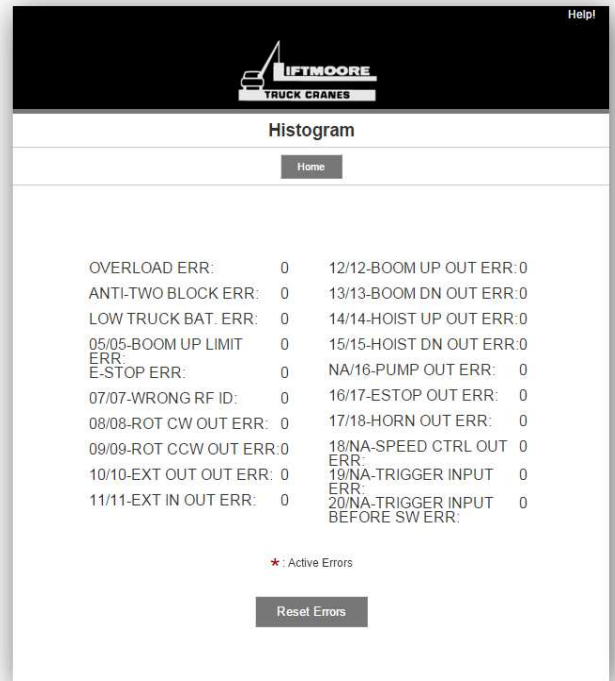 Help!
LIFTMOORE
TRUCK CRANES
Histogram
Home
OVERLOAD ERR: 0
ANTI-TWO BLOCK ERR: 0
LOW TRUCK BAT. ERR: 0
05/05-BOOM UP LIMIT 0
ERR:
E-STOP ERR: 0
07/07-WRONG RF ID: 0
08/08-ROT CW OUT ERR: 0
09/09-ROT CCW OUT ERR:0
10/10-EXT OUT OUT ERR: 0
11/11-EXT IN OUT ERR: 0
12/12-BOOM UP OUT ERR:0
13/13-BOOM DN OUT ERR:0
14/14-HOIST UP OUT ERR:0
15/15-HOIST DN OUT ERR:0
NA/16-PUMP OUT ERR: 0
16/17-ESTOP OUT ERR: 0
17/18-HORN OUT ERR: 0
18/NA-SPEED CTRL OUT 0
ERR:
19/NA-TRIGGER INPUT 0
ERR:
20/NA-TRIGGER INPUT 0
BEFORE SW ERR:
* : Active Errors
Reset Errors